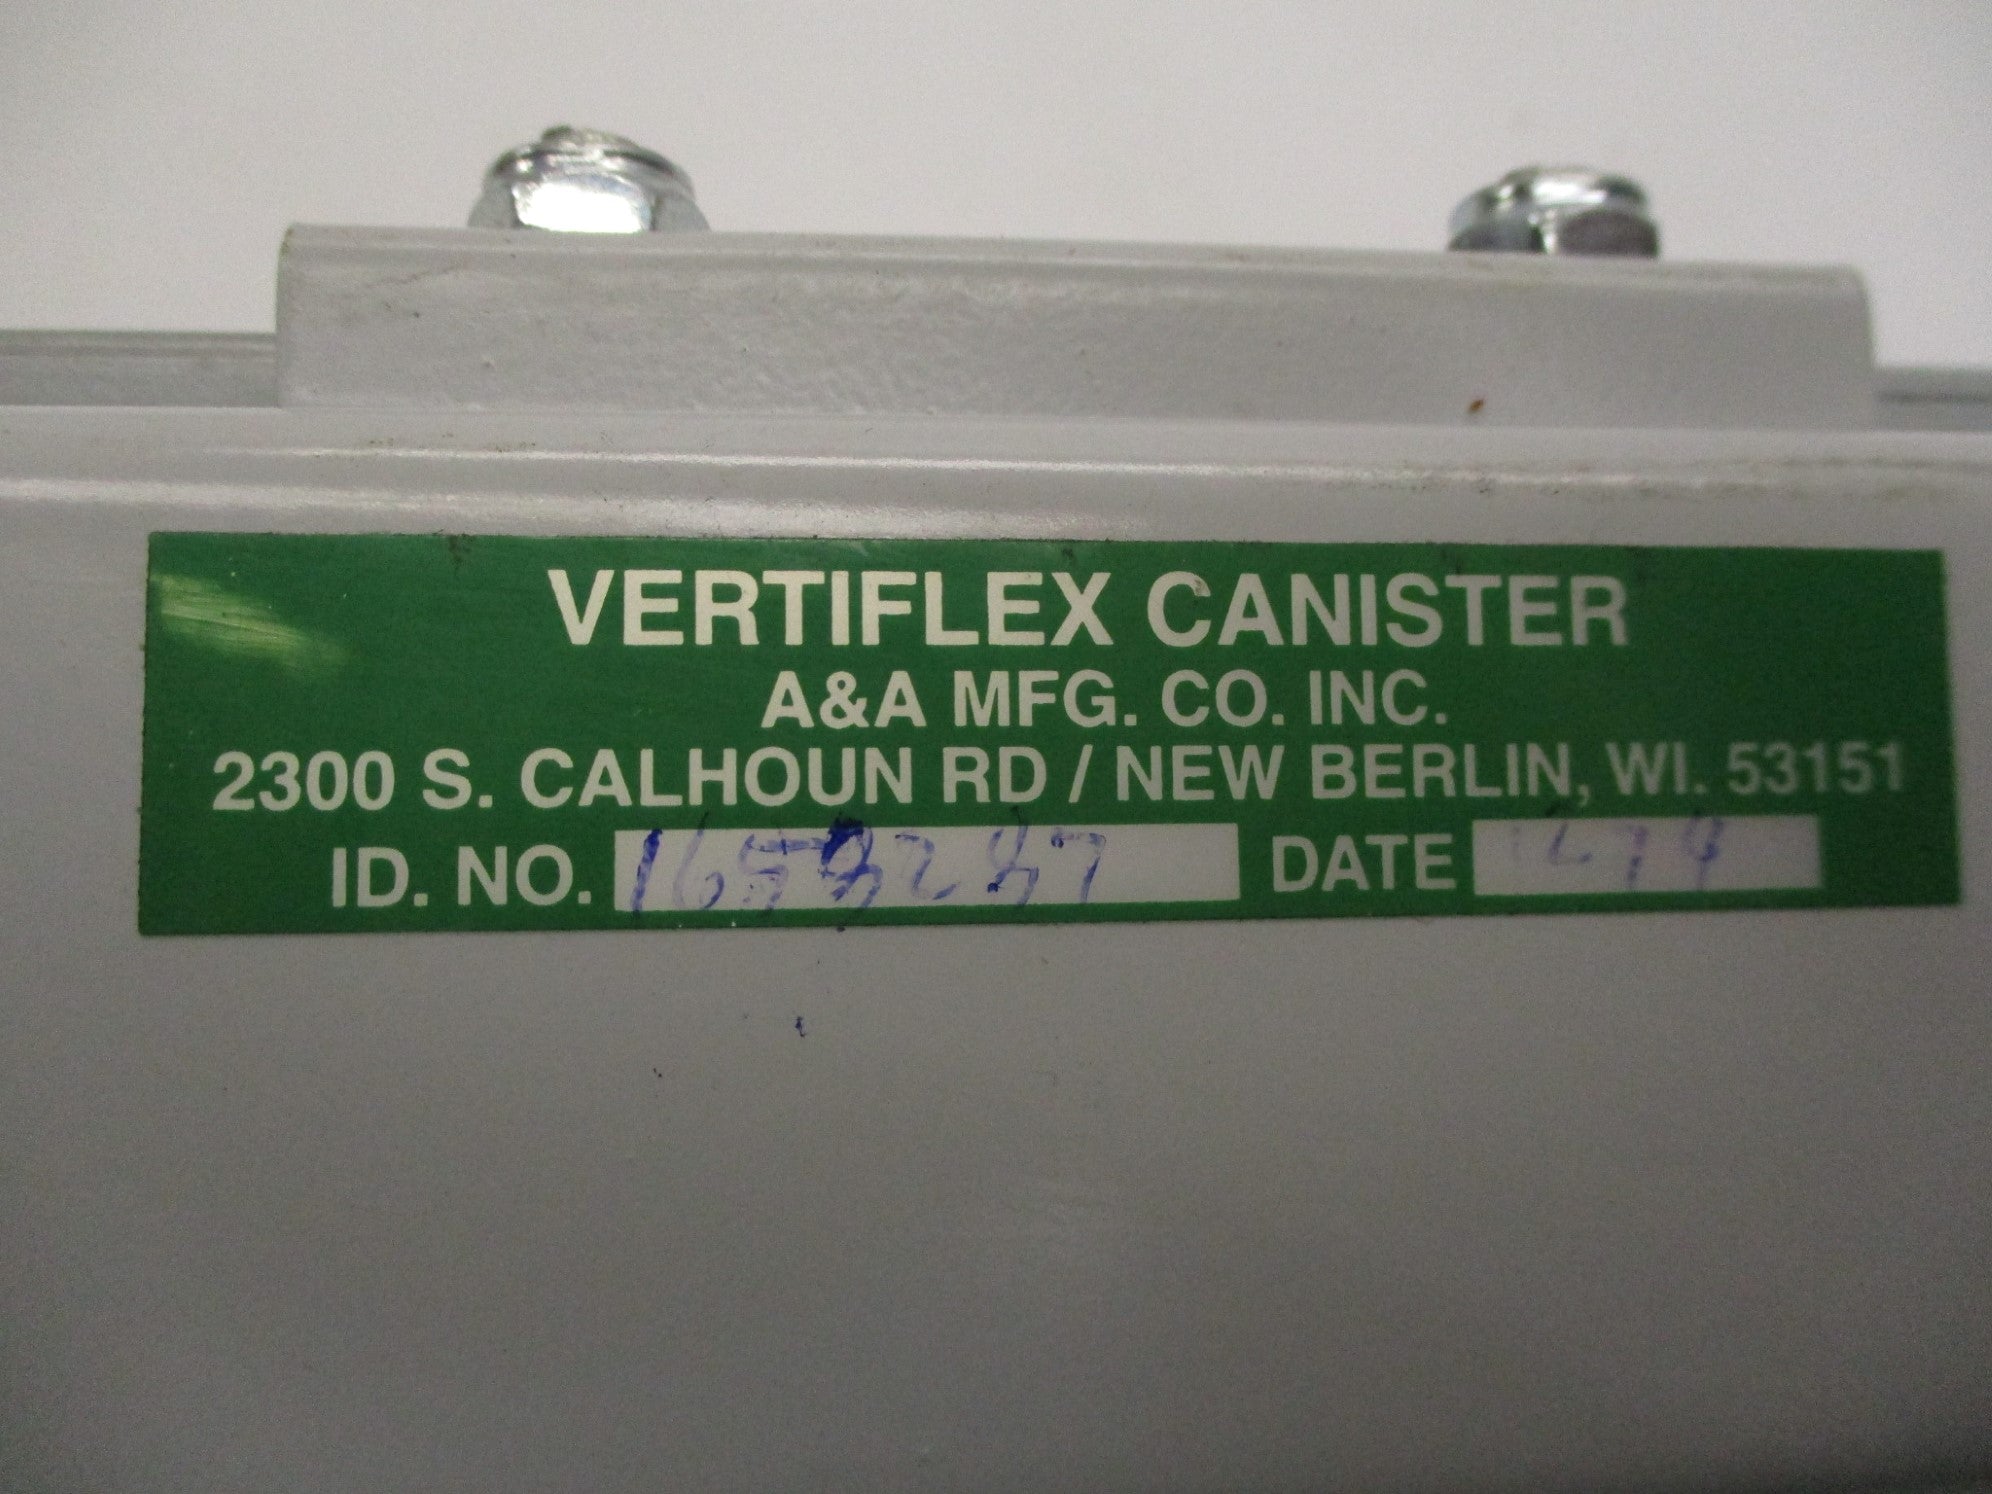 VERTIFLEX CANISTER
A&A MFG. CO. INC.
2300 S. CALHOUN RD / NEW BERLIN, WI. 53151
ID. NO. DATE